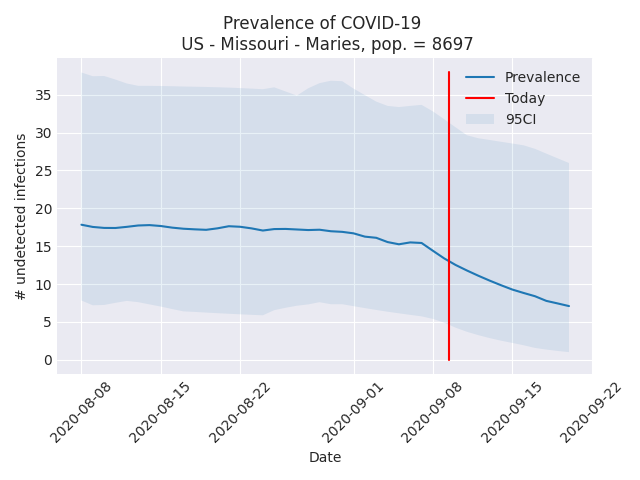 Prevalence of COVID-19
US - Missouri - Maries, pop. = 8697
# undetected infections
35
30
25
20
15
10
5
0
Prevalence
Today
95CI
2020-08-08
2020-08-15
2020-08-22
2020-09-01
2020-09-08
2020-09-15
2020-09-22
Date